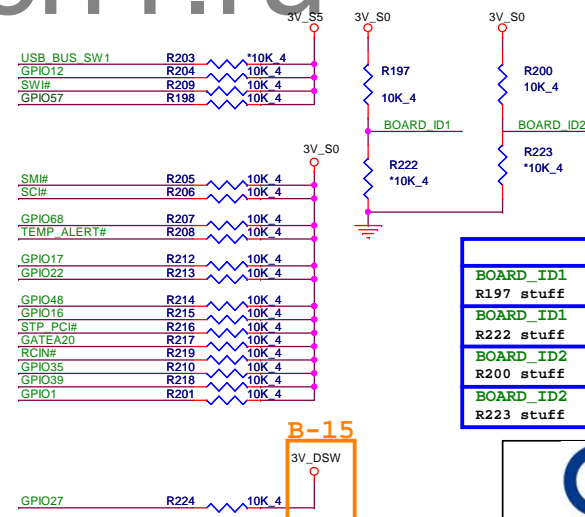 3V_S5 3V_S0 3V_S0
USB_BUS_SW1 R203 *10K_4
GPIO12 R204 10K_4
SWI# R209 10K_4
GPIO57 R198 10K_4
R197
10K_4
R200
10K_4
BOARD_ID1 BOARD_ID2
R222
*10K_4
R223
*10K_4
3V_S0
SMI# R205 10K_4
SCI# R206 10K_4
GPIO68 R207 10K_4
TEMP_ALERT# R208 10K_4
GPIO17 R212 10K_4
GPIO22 R213 10K_4
GPIO48 R214 10K_4
GPIO16 R215 10K_4
STP_PCI# R216 10K_4
GATEA20 R217 10K_4
RCIN# R219 10K_4
GPIO35 R210 10K_4
GPIO39 R218 10K_4
GPIO1 R201 10K_4
BOARD_ID1
R197 stuff
BOARD_ID1
R222 stuff
BOARD_ID2
R200 stuff
BOARD_ID2
R223 stuff
B-15
3V_DSW
GPIO27 R224 10K_4